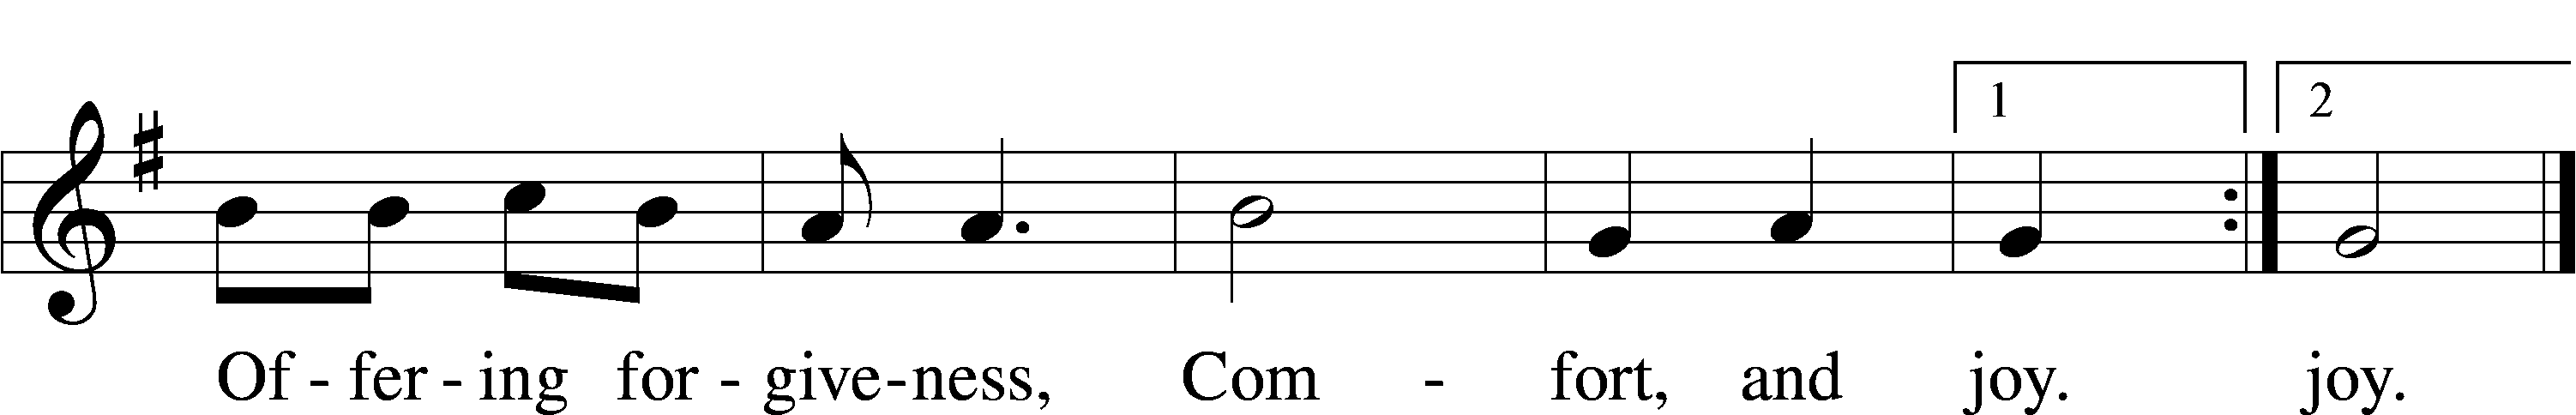 1 2
Of - fer - ing for - give - ness, Com - fort, and joy. joy.